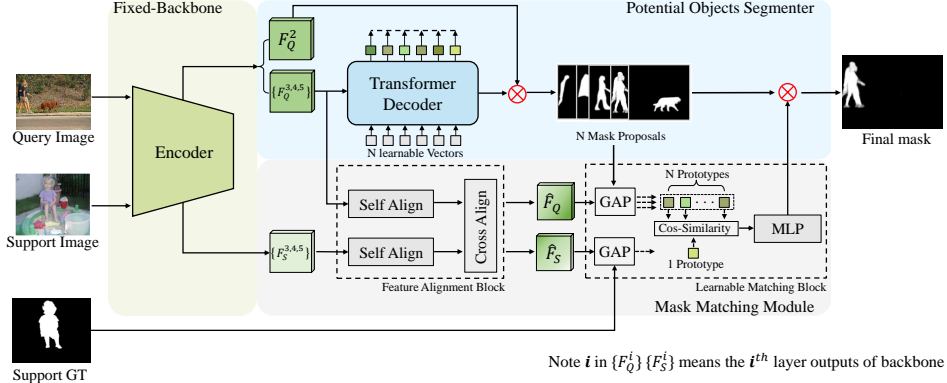 Fixed-Backbone
Potential Objects Segmenter
Query Image
Support Image
Support GT
Encoder
$F_Q^2$
$\{F_Q^{3,4,5}\}$
$\{F_S^{3,4,5}\}$
Transformer
Decoder
N learnable Vectors
N Mask Proposals
Final mask
Self Align
Self Align
Cross Align
Feature Alignment Block
$\hat{F}_Q$
$\hat{F}_S$
GAP
GAP
N Prototypes
Cos-Similarity
1 Prototype
MLP
Learnable Matching Block
Mask Matching Module
Note i in $\{F_Q^i\}$ $\{F_S^i\}$ means the $i^{th}$ layer outputs of backbone